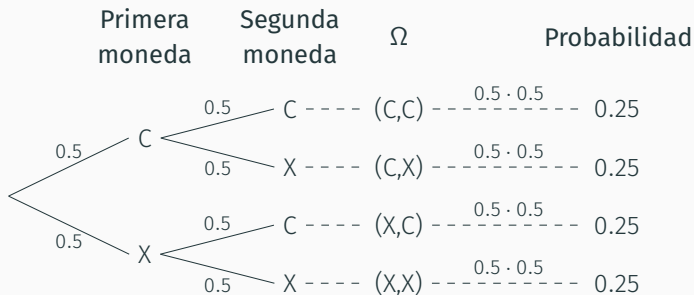 Primera Segunda
moneda moneda Ω Probabilidad
0.5 C (C,C) 0.5 · 0.5 0.25
0.5 C
0.5 X (C,X) 0.5 · 0.5 0.25
0.5 C (X,C) 0.5 · 0.5 0.25
0.5 X
0.5 X (X,X) 0.5 · 0.5 0.25